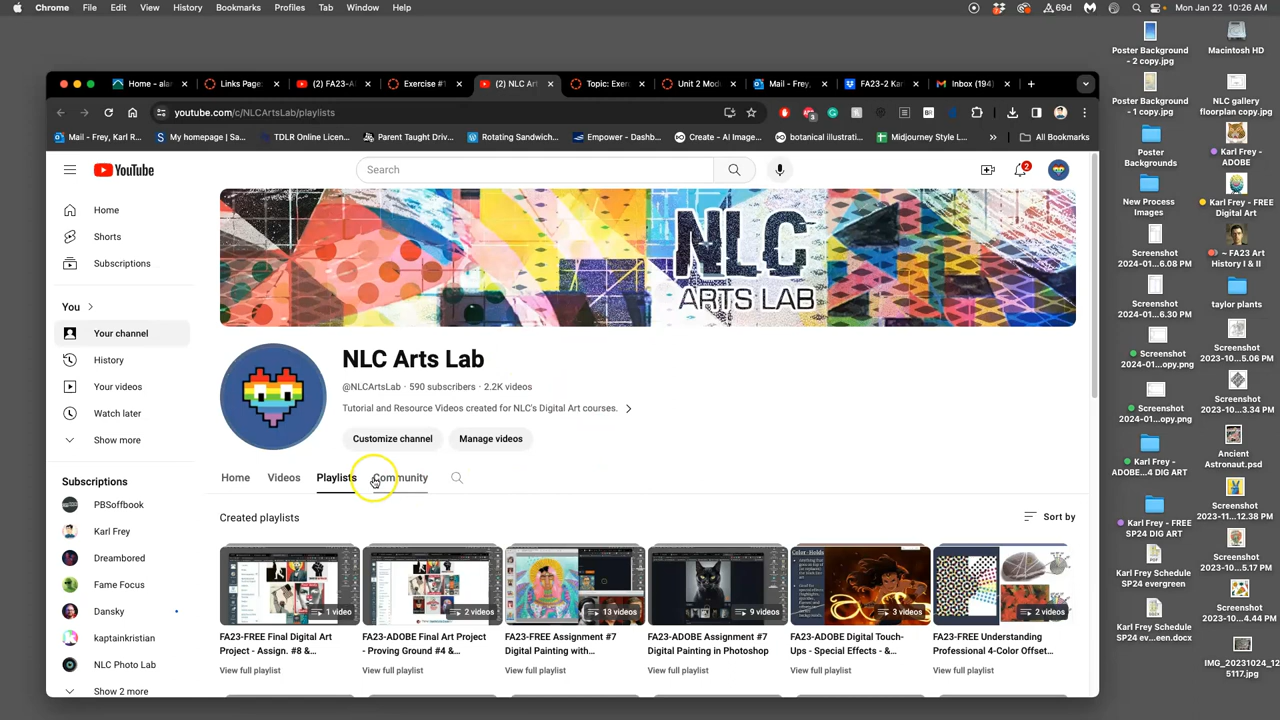 Chrome File Edit View History Bookmarks Profiles Tab Window Help
69d
Mon Jan 22 10:26 AM
Home - alan
Links Page:
(2) FA23-A
Exercise #1
(2) NLC Art
Topic: Exer
Unit 2 Mod
Mail - Frey,
FA23-2 Kar
Inbox (194)
youtube.com/c/NLCArtsLab/playlists
3
BR
Mail - Frey, Karl R...
My homepage | Sa...
TDLR Online Licen...
Parent Taught Driv...
Rotating Sandwich...
Empower - Dashb...
Create - AI Image...
botanical illustrati...
Midjourney Style L...
All Bookmarks
YouTube
Search
2
Home
Shorts
Subscriptions
You
Your channel
History
Your videos
Watch later
Show more
Subscriptions
PBSoffbook
Karl Frey
Dreambored
Fame Focus
Dansky
kaptainkristian
NLC Photo Lab
Show 2 more
NLC
ARTS LAB
NLC Arts Lab
@NLCArtsLab · 590 subscribers · 2.2K videos
Tutorial and Resource Videos created for NLC's Digital Art courses.
Customize channel
Manage videos
Home
Videos
Playlists
Community
Created playlists
Sort by
1 video
FA23-FREE Final Digital Art
Project - Assign. #8 &...
View full playlist
2 videos
FA23-ADOBE Final Art Project
- Proving Ground #4 &...
View full playlist
13 videos
FA23-FREE Assignment #7
Digital Painting with...
View full playlist
9 videos
FA23-ADOBE Assignment #7
Digital Painting in Photoshop
View full playlist
3 videos
FA23-ADOBE Digital Touch-
Ups - Special Effects - &...
View full playlist
2 videos
FA23-FREE Understanding
Professional 4-Color Offset...
View full playlist
Poster Background
- 2 copy.jpg
Poster Background
- 1 copy.jpg
Poster
Backgrounds
New Process
Images
Screenshot
2024-01...6.08 PM
Screenshot
2024-01...6.30 PM
Screenshot
2024-01...opy.png
Screenshot
2024-01...opy.png
Karl Frey -
ADOBE...4 DIG ART
Karl Frey - FREE
SP24 DIG ART
Karl Frey Schedule
SP24 evergreen
Karl Frey Schedule
SP24 ev...een.docx
Macintosh HD
NLC gallery
floorplan copy.jpg
Karl Frey -
ADOBE
Karl Frey - FREE
Digital Art
~ FA23 Art
History I & II
taylor plants
Screenshot
2023-10...5.06 PM
Screenshot
2023-10...3.34 PM
Ancient
Astronaut.psd
Screenshot
2023-11...12.38 PM
Screenshot
2023-10...5.17 PM
Screenshot
2023-10...4.44 PM
IMG_20231024_12
5117.jpg